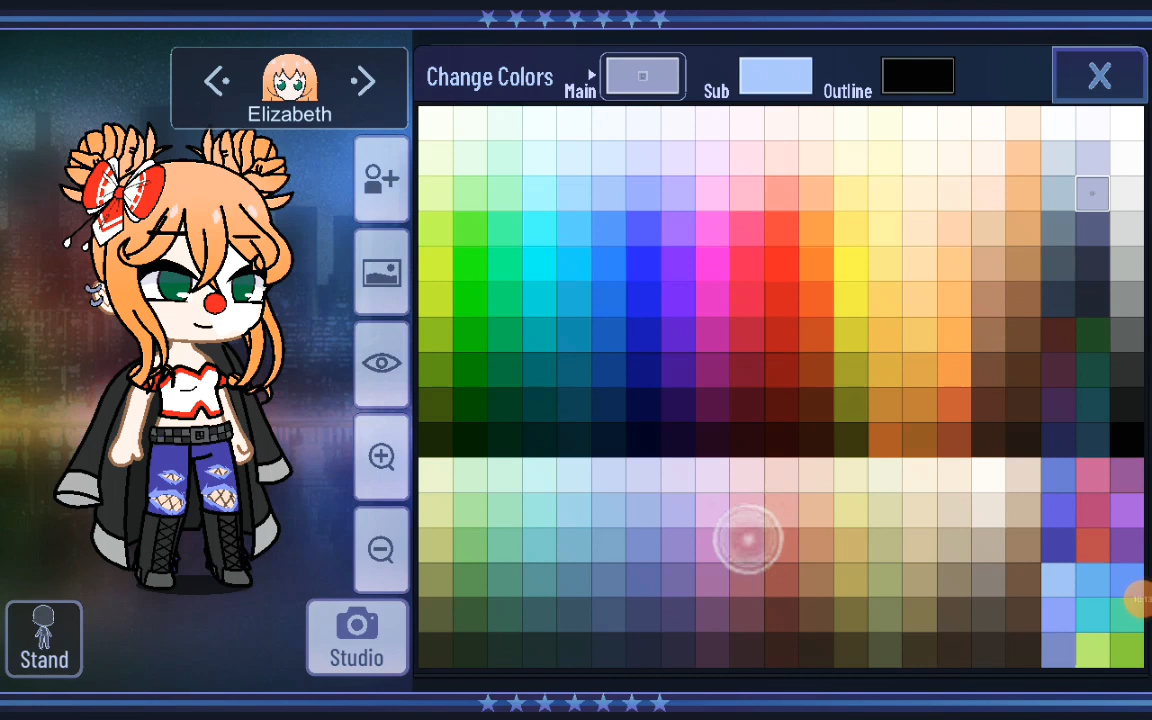 Elizabeth
Change Colors
Main
Sub
Outline
X
Stand
Studio